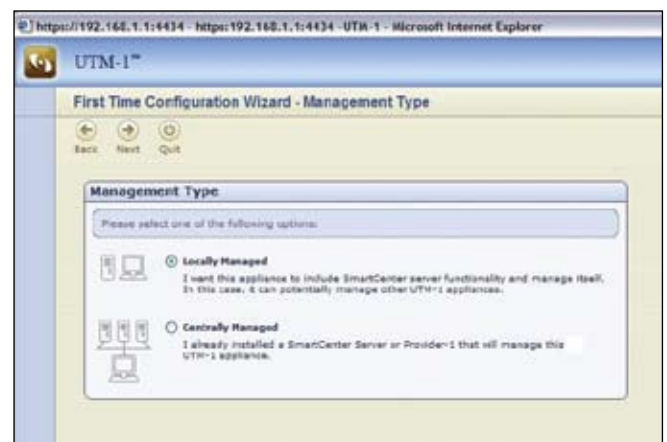 https://192.168.1.1:4434 - https:192.168.1.1:4434 -UTM-1 - Microsoft Internet Explorer
UTM-1™
First Time Configuration Wizard - Management Type
Back Next Quit
Management Type
Please select one of the following options:
Locally Managed
I want this appliance to include SmartCenter server functionality and manage itself.
In this case, it can potentially manage other UTM-1 appliances.
Centrally Managed
I already installed a SmartCenter Server or Provider-1 that will manage this
UTM-1 appliance.